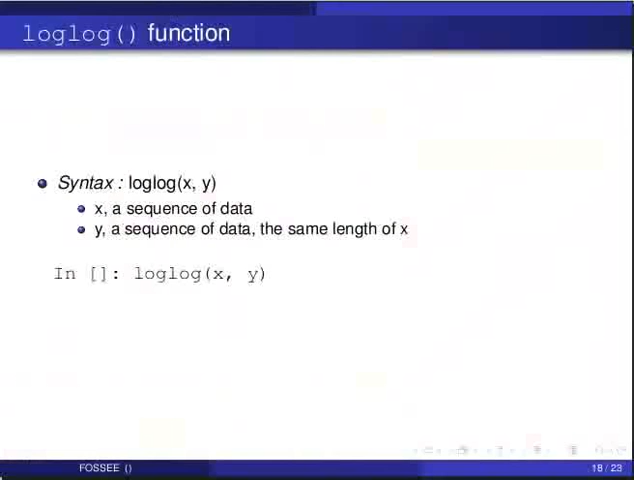 loglog() function
Syntax : loglog(x, y)
x, a sequence of data
y, a sequence of data, the same length of x
In []: loglog(x, y)
FOSSEE ()
18 / 23